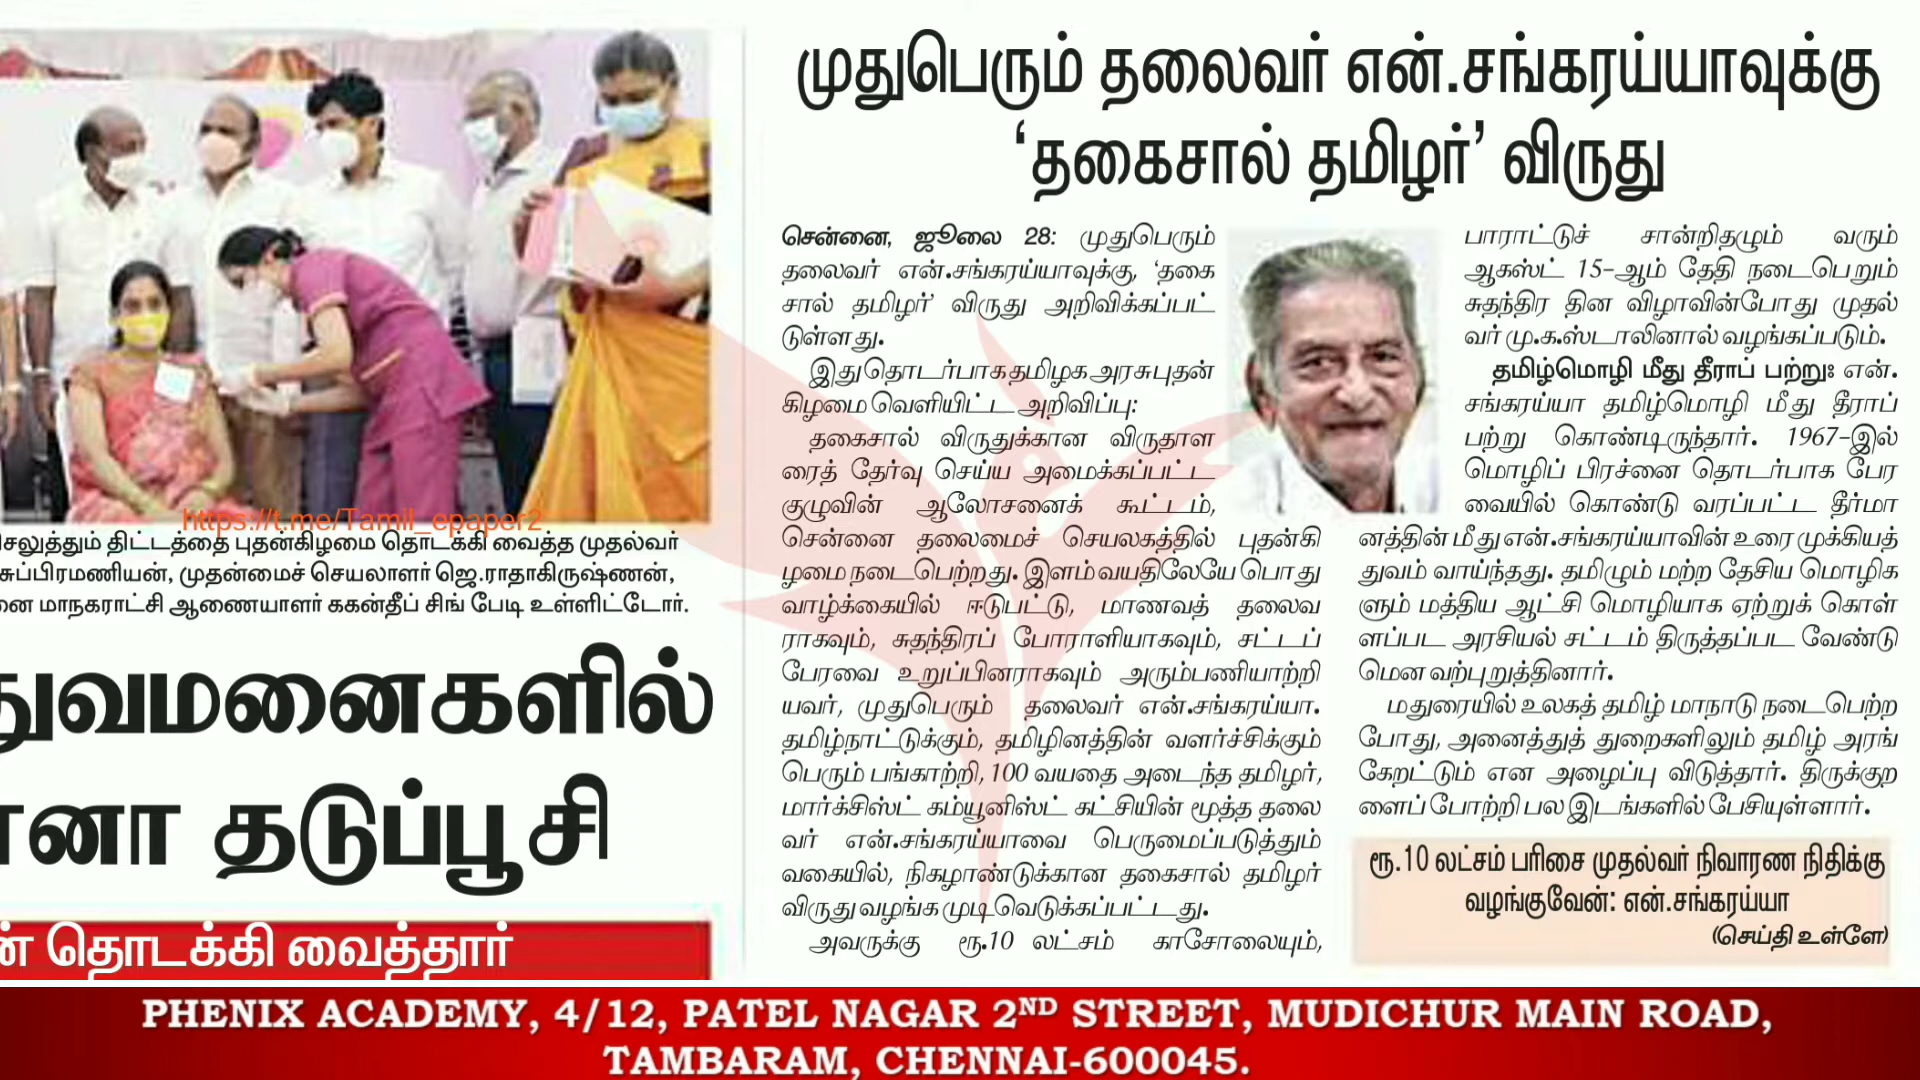 முதுபெரும் தலைவர் என்.சங்கரய்யாவுக்கு
‘தகைசால் தமிழர்’ விருது
சென்னை, ஜூலை 28: முதுபெரும்
தலைவர் என்.சங்கரய்யாவுக்கு, ‘தகை
சால் தமிழர்’ விருது அறிவிக்கப்பட்
டுள்ளது.
இது தொடர்பாக தமிழக அரசு புதன்
கிழமை வெளியிட்ட அறிவிப்பு:
தகைசால் விருதுக்கான விருதாள
ரைத் தேர்வு செய்ய அமைக்கப்பட்ட
குழுவின் ஆலோசனைக் கூட்டம்,
சென்னை தலைமைச் செயலகத்தில் புதன்கி
ழமை நடைபெற்றது. இளம் வயதிலேயே பொது
வாழ்க்கையில் ஈடுபட்டு, மாணவத் தலைவ
ராகவும், சுதந்திரப் போராளியாகவும், சட்டப்
பேரவை உறுப்பினராகவும் அரும்பணியாற்றி
யவர், முதுபெரும் தலைவர் என்.சங்கரய்யா.
தமிழ்நாட்டுக்கும், தமிழினத்தின் வளர்ச்சிக்கும்
பெரும் பங்காற்றி, 100 வயதை அடைந்த தமிழர்,
மார்க்சிஸ்ட் கம்யூனிஸ்ட் கட்சியின் மூத்த தலை
வர் என்.சங்கரய்யாவை பெருமைப்படுத்தும்
வகையில், நிகழாண்டுக்கான தகைசால் தமிழர்
விருது வழங்க முடிவெடுக்கப்பட்டது.
அவருக்கு ரூ.10 லட்சம் காசோலையும்,
பாராட்டுச் சான்றிதழும் வரும்
ஆகஸ்ட் 15-ஆம் தேதி நடைபெறும்
சுதந்திர தின விழாவின்போது முதல்
வர் மு.க.ஸ்டாலினால் வழங்கப்படும்.
தமிழ்மொழி மீது தீராப் பற்று: என்.
சங்கரய்யா தமிழ்மொழி மீது தீராப்
பற்று கொண்டிருந்தார். 1967-இல்
மொழிப் பிரச்னை தொடர்பாக பேர
வையில் கொண்டு வரப்பட்ட தீர்மா
னத்தின் மீது என்.சங்கரய்யாவின் உரை முக்கியத்
துவம் வாய்ந்தது. தமிழும் மற்ற தேசிய மொழிக
ளும் மத்திய ஆட்சி மொழியாக ஏற்றுக் கொள்
ளப்பட அரசியல் சட்டம் திருத்தப்பட வேண்டு
மென வற்புறுத்தினார்.
மதுரையில் உலகத் தமிழ் மாநாடு நடைபெற்ற
போது, அனைத்துத் துறைகளிலும் தமிழ் அரங்
கேறட்டும் என அழைப்பு விடுத்தார். திருக்குற
ளைப் போற்றி பல இடங்களில் பேசியுள்ளார்.
ரூ.10 லட்சம் பரிசை முதல்வர் நிவாரண நிதிக்கு
வழங்குவேன்: என்.சங்கரய்யா
(செய்தி உள்ளே)
https://t.me/Tamil_epaper2
செலுத்தும் திட்டத்தை புதன்கிழமை தொடக்கி வைத்த முதல்வர்
சுப்பிரமணியன், முதன்மைச் செயலாளர் ஜெ.ராதாகிருஷ்ணன்,
னை மாநகராட்சி ஆணையாளர் ககன்தீப் சிங் பேடி உள்ளிட்டோர்.
துவமனைகளில்
னா தடுப்பூசி
ன் தொடக்கி வைத்தார்
PHENIX ACADEMY, 4/12, PATEL NAGAR 2ND STREET, MUDICHUR MAIN ROAD,
TAMBARAM, CHENNAI-600045.